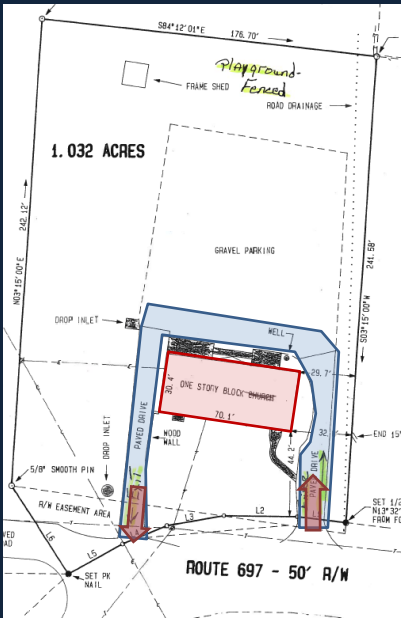 S84°12'01"E 176.70'
Playground-
Fenced
FRAME SHED
ROAD DRAINAGE
1.032 ACRES
242.12'
N03°15'00"E
241.58'
S03°15'00"W
GRAVEL PARKING
DROP INLET
WELL
29.7'
30.4'
ONE STORY BLOCK CHURCH
70.1'
PAVED DRIVE
WOOD
WALL
DROP INLET
44.2'
32.
END 15'
PAVED DRIVE
5/8" SMOOTH PIN
R/W EASEMENT AREA
SET 1/2
N13°32'
FROM FO
L6
L5
L3
L2
SET PK
NAIL
ROUTE 697 - 50' R/W